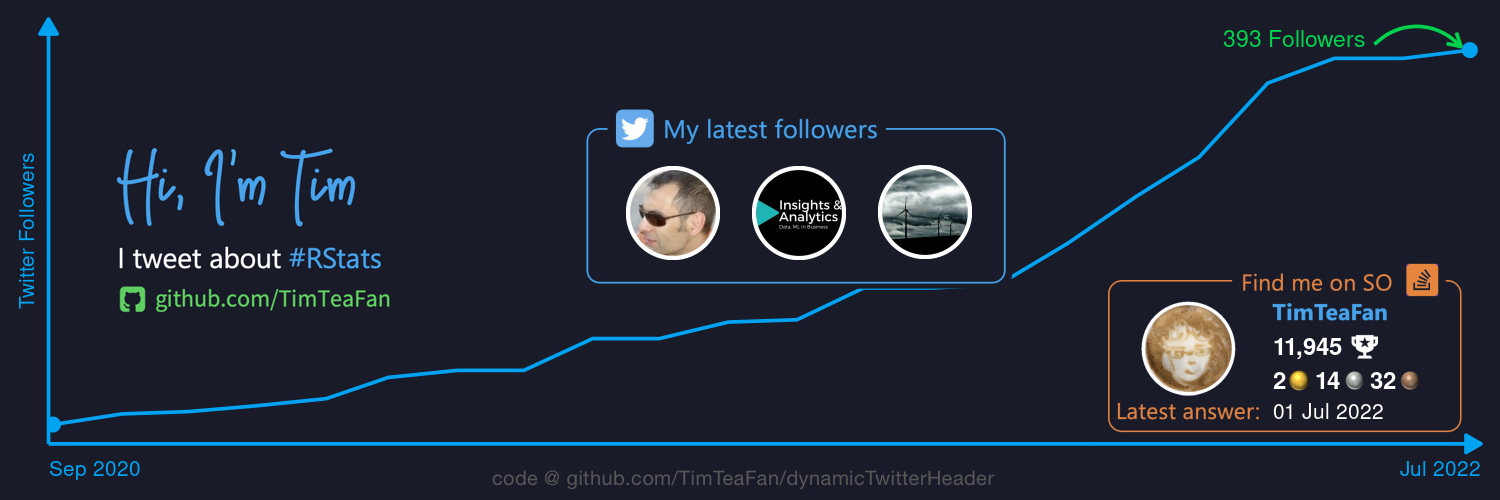 393 Followers
My latest followers
Twitter Followers
Hi, I'm Tim
Insights &
Analytics
Data, ML in Business
I tweet about #RStats
github.com/TimTeaFan
Find me on SO
TimTeaFan
11,945
2 14 32
Latest answer: 01 Jul 2022
Sep 2020
Jul 2022
code @ github.com/TimTeaFan/dynamicTwitterHeader